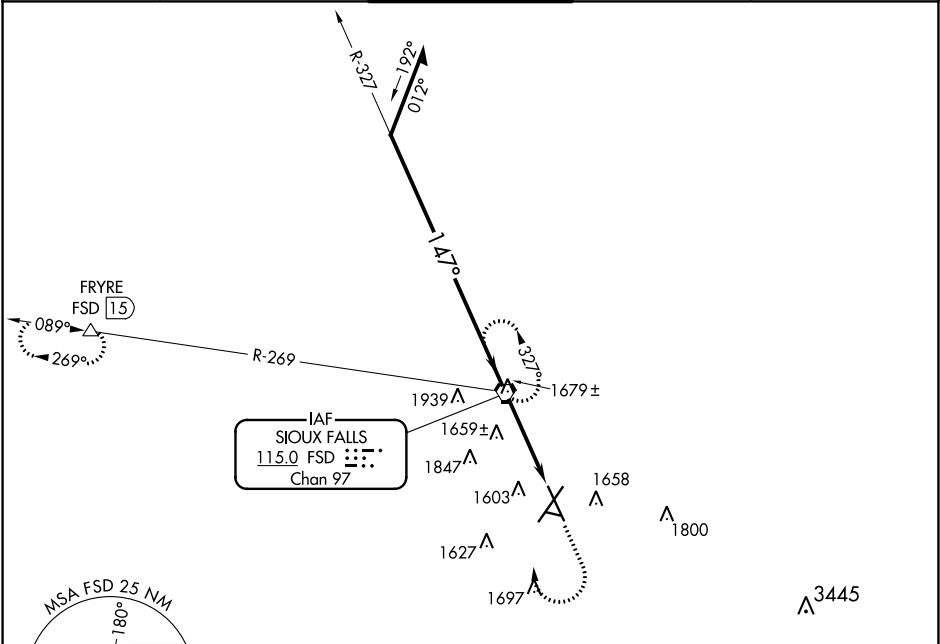 R-327
192°
012°
147°
FRYRE
FSD 15
089°
269°
R-269
327°
1939
1679±
IAF
SIOUX FALLS
115.0 FSD
Chan 97
1659±
1847
1603
1658
1800
1627
1697
3445
MSA FSD 25 NM
180°